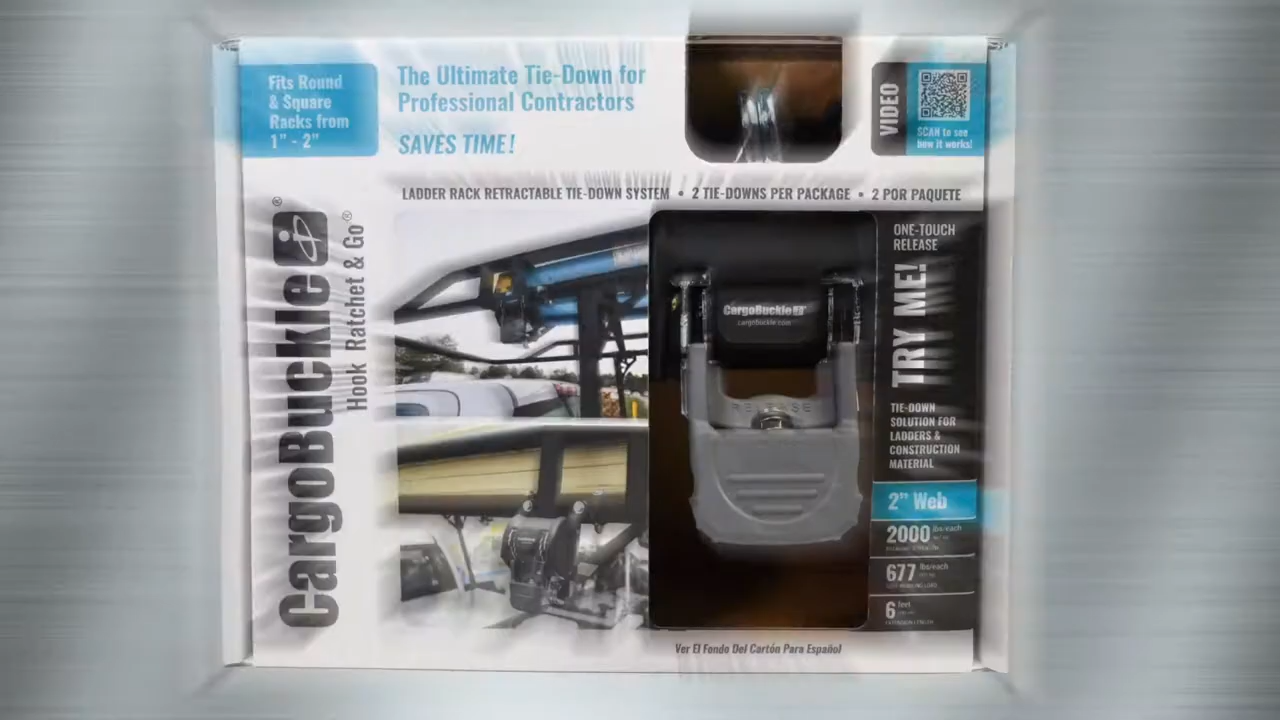 Fits Round
& Square
Racks from
1" - 2"
The Ultimate Tie-Down for
Professional Contractors
SAVES TIME!
VIDEO
SCAN to see
how it works!
LADDER RACK RETRACTABLE TIE-DOWN SYSTEM • 2 TIE-DOWNS PER PACKAGE • 2 POR PAQUETE
CargoBuckle®
Hook Ratchet & Go®
CargoBuckle
cargobuckle.com
RELEASE
ONE-TOUCH
RELEASE
TRY ME!
TIE-DOWN
SOLUTION FOR
LADDERS &
CONSTRUCTION
MATERIAL
2" Web
2000 lbs/each
677 lbs/each
6 feet
EXTENSION LENGTH
Ver El Fondo Del Cartón Para Español